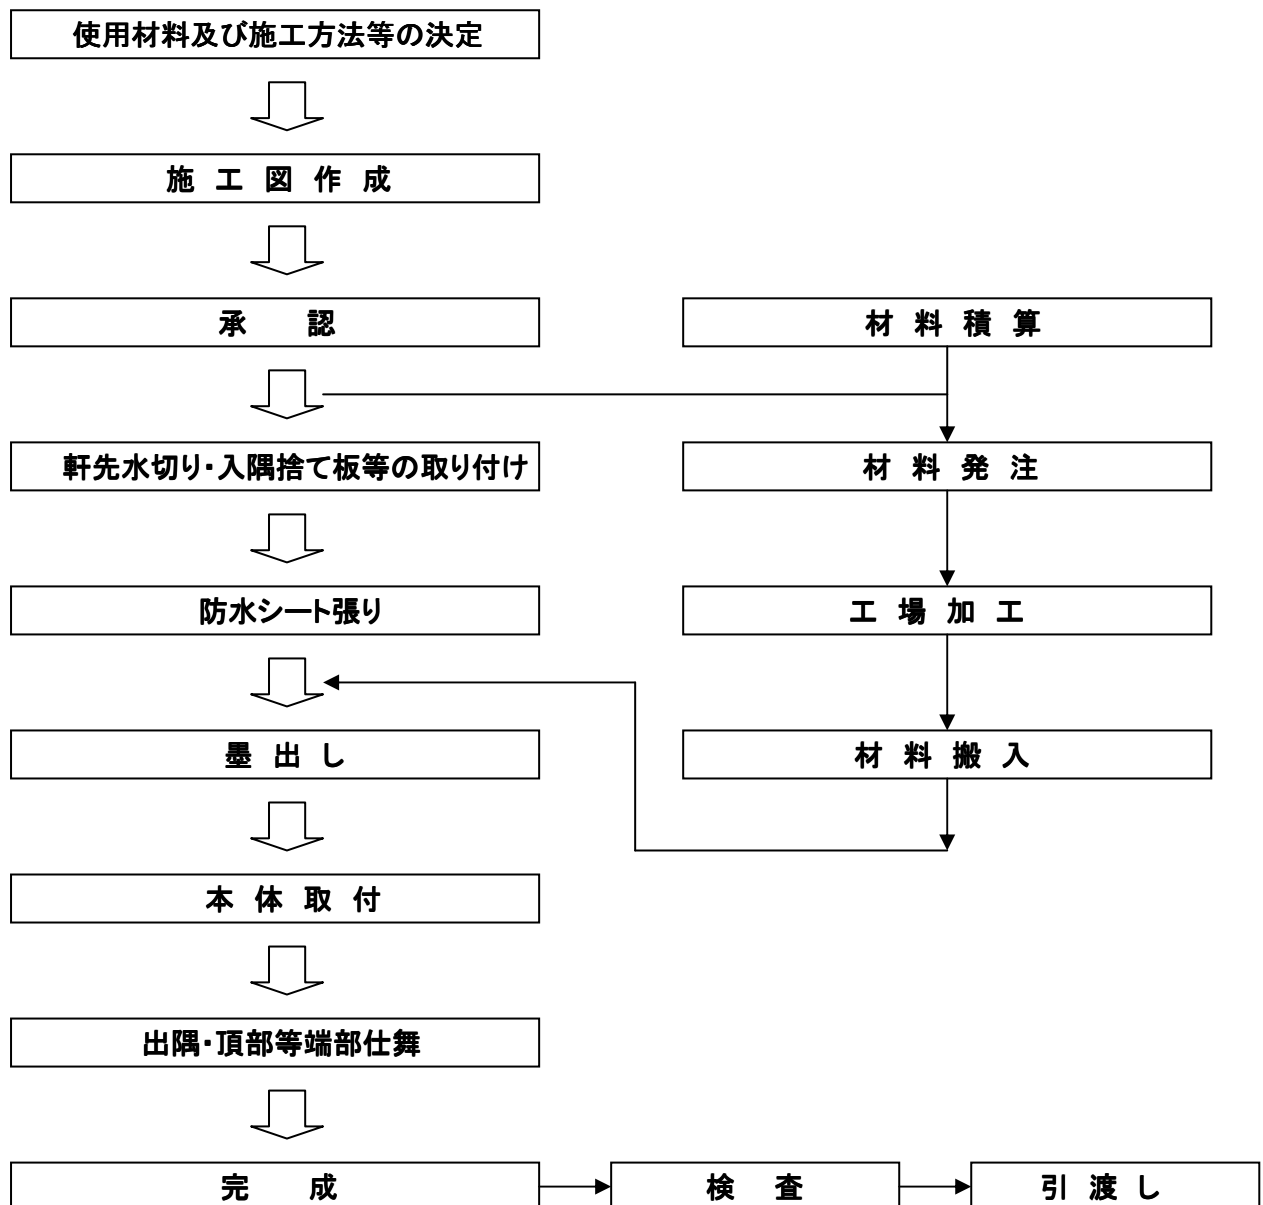 使用材料及び施工方法等の決定
施工図作成
承認
材料積算
軒先水切り・入隅捨て板等の取り付け
材料発注
防水シート張り
工場加工
墨出し
材料搬入
本体取付
出隅・頂部等端部仕舞
完成
検査
引渡し